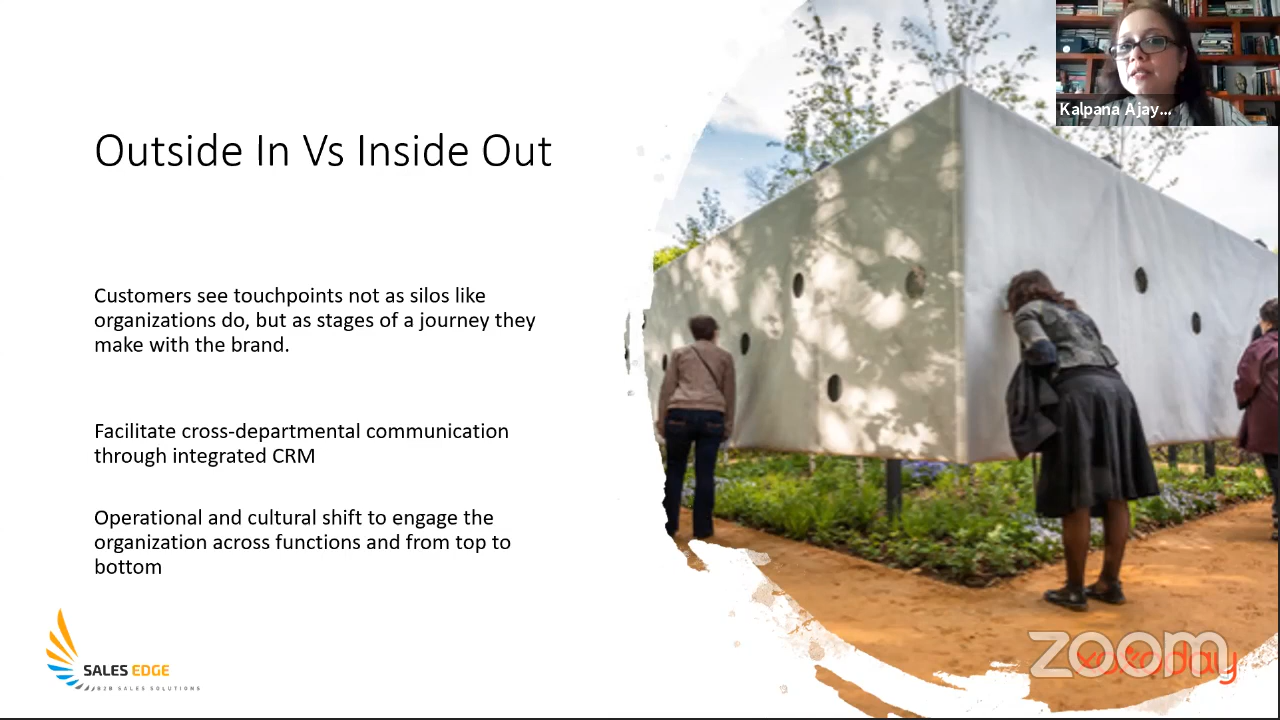 Outside In Vs Inside Out
Customers see touchpoints not as silos like
organizations do, but as stages of a journey they
make with the brand.
Facilitate cross-departmental communication
through integrated CRM
Operational and cultural shift to engage the
organization across functions and from top to
bottom
SALES EDGE
B2B SALES SOLUTIONS
Kalpana Ajay...
zoom
xoxoday